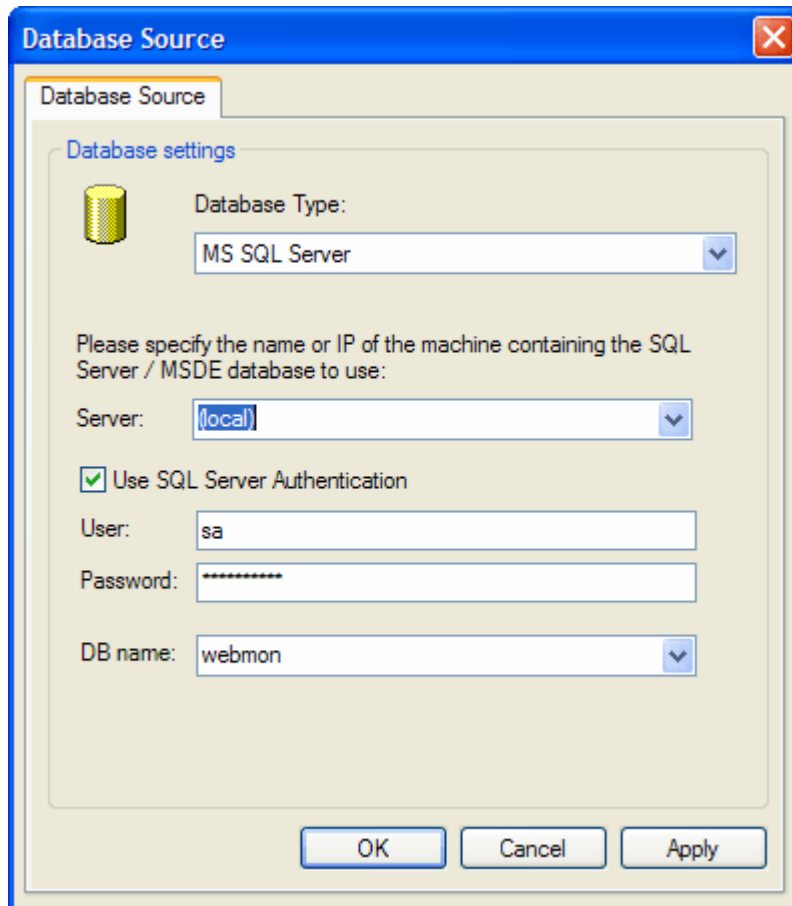 Database Source
Database Source
Database settings
Database Type:
MS SQL Server
Please specify the name or IP of the machine containing the SQL
Server / MSDE database to use:
Server: (local)
Use SQL Server Authentication
User: sa
Password: **********
DB name: webmon
OK Cancel Apply